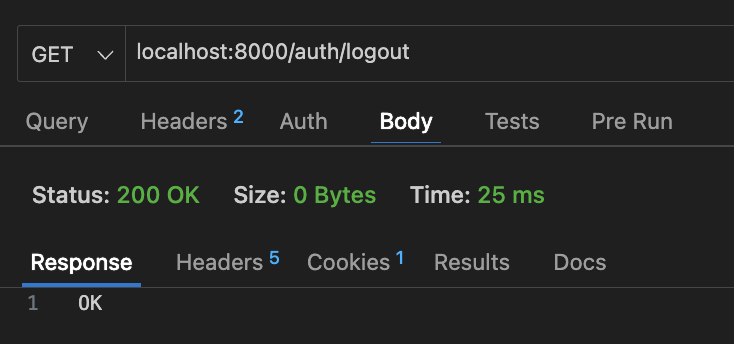 GET localhost:8000/auth/logout
Query Headers 2 Auth Body Tests Pre Run
Status: 200 OK Size: 0 Bytes Time: 25 ms
Response Headers 5 Cookies 1 Results Docs
1 OK